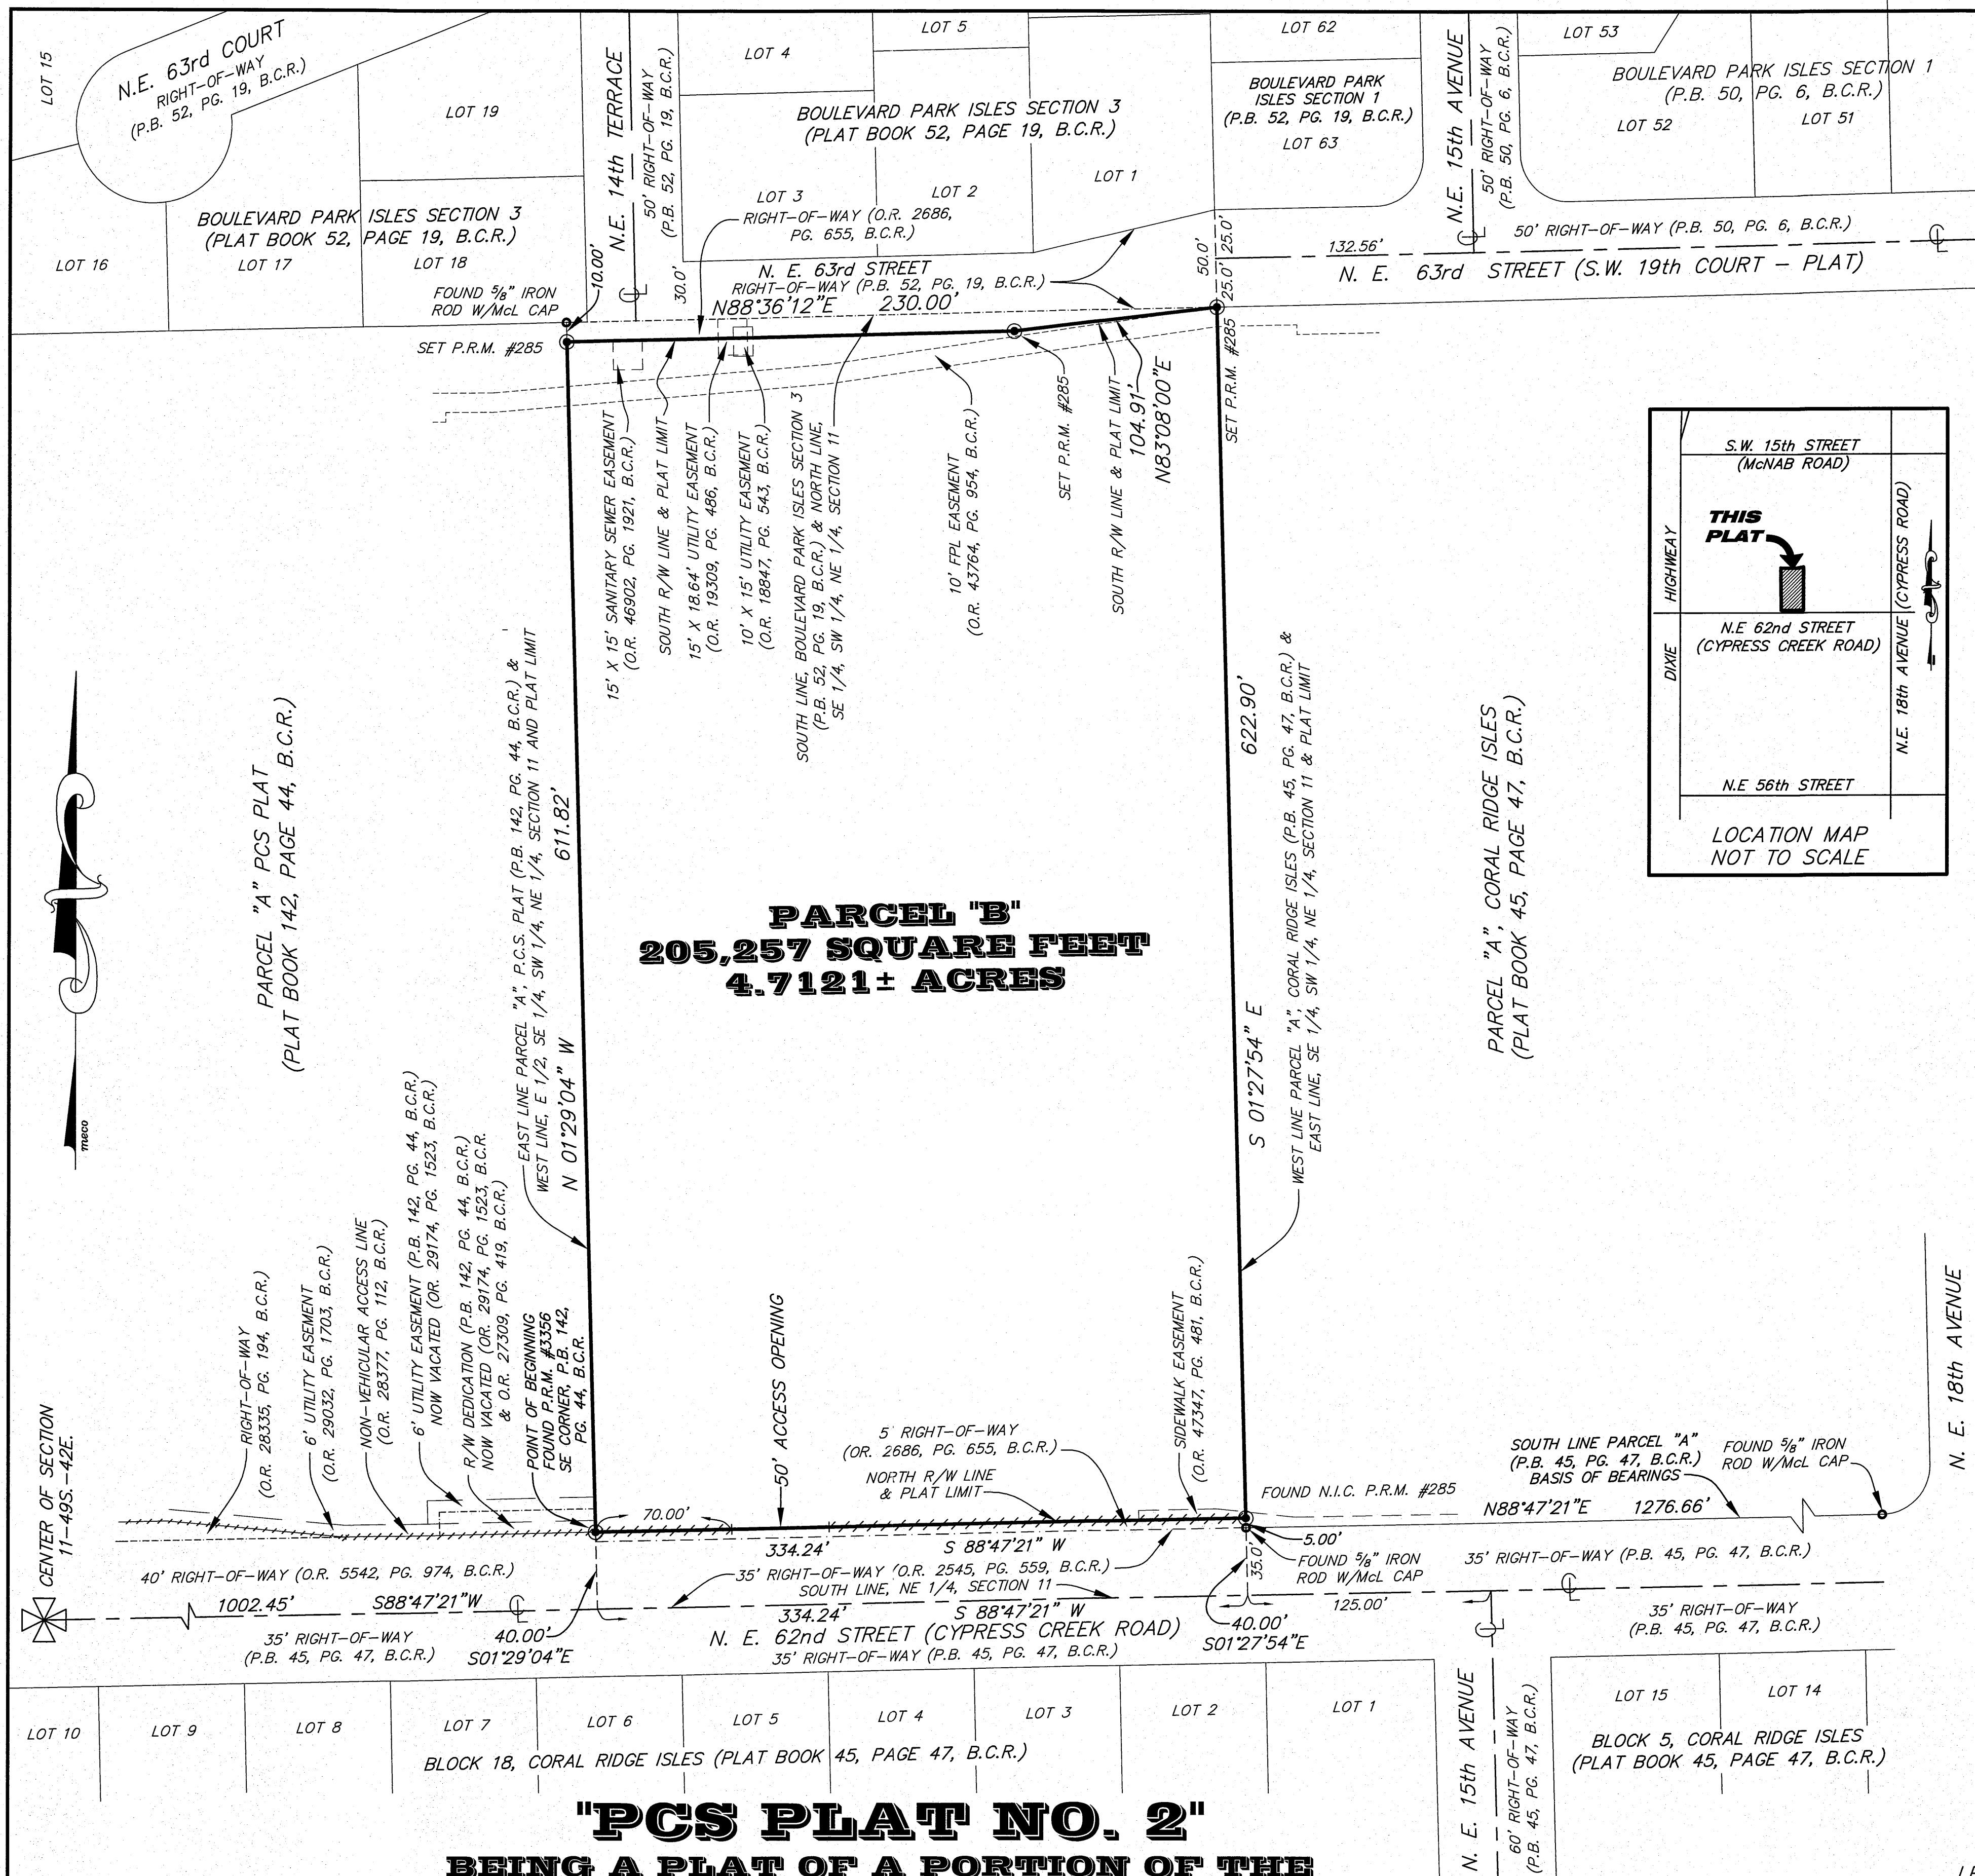 LOT 15
N.E. 63rd COURT
RIGHT-OF-WAY
(P.B. 52, PG. 19, B.C.R.)
LOT 19
N.E. 14th TERRACE
50' RIGHT-OF-WAY
(P.B. 52, PG. 19, B.C.R.)
LOT 4
LOT 5
BOULEVARD PARK ISLES SECTION 3
(PLAT BOOK 52, PAGE 19, B.C.R.)
LOT 3
LOT 2
LOT 1
LOT 62
BOULEVARD PARK
ISLES SECTION 1
(P.B. 52, PG. 19, B.C.R.)
LOT 63
N.E. 15th AVENUE
50' RIGHT-OF-WAY
(P.B. 50, PG. 6, B.C.R.)
LOT 53
BOULEVARD PARK ISLES SECTION 1
(P.B. 50, PG. 6, B.C.R.)
LOT 52
LOT 51
BOULEVARD PARK ISLES SECTION 3
(PLAT BOOK 52, PAGE 19, B.C.R.)
LOT 16
LOT 17
LOT 18
FOUND 5/8" IRON
ROD W/McL CAP
10.00'
30.0'
RIGHT-OF-WAY (O.R. 2686,
PG. 655, B.C.R.)
N. E. 63rd STREET
RIGHT-OF-WAY (P.B. 52, PG. 19, B.C.R.)
N88°36'12"E 230.00'
50.0'
25.0'
25.0'
132.56'
50' RIGHT-OF-WAY (P.B. 50, PG. 6, B.C.R.)
N. E. 63rd STREET (S.W. 19th COURT - PLAT)
SET P.R.M. #285
15' X 15' SANITARY SEWER EASEMENT
(O.R. 46902, PG. 1921, B.C.R.)
SOUTH R/W LINE & PLAT LIMIT
15' X 18.64' UTILITY EASEMENT
(O.R. 19309, PG. 486, B.C.R.)
10' X 15' UTILITY EASEMENT
(O.R. 18847, PG. 543, B.C.R.)
SOUTH LINE, BOULEVARD PARK ISLES SECTION 3
(P.B. 52, PG. 19, B.C.R.) & NORTH LINE,
SE 1/4, SW 1/4, NE 1/4, SECTION 11
10' FPL EASEMENT
(O.R. 43764, PG. 954, B.C.R.)
SET P.R.M. #285
SOUTH R/W LINE & PLAT LIMIT
104.91'
N83°08'00"E
SET P.R.M. #285
S.W. 15th STREET
(McNAB ROAD)
THIS
PLAT
DIXIE HIGHWEAY
N.E 62nd STREET
(CYPRESS CREEK ROAD)
N.E. 18th AVENUE (CYPRESS ROAD)
N.E 56th STREET
LOCATION MAP
NOT TO SCALE
meco
PARCEL "A" PCS PLAT
(PLAT BOOK 142, PAGE 44, B.C.R.)
EAST LINE PARCEL "A", P.C.S. PLAT (P.B. 142, PG. 44, B.C.R.) &
WEST LINE, E 1/2, SE 1/4, SW 1/4, NE 1/4, SECTION 11 AND PLAT LIMIT
N 01°29'04" W 611.82'
PARCEL "B"
205,257 SQUARE FEET
4.7121± ACRES
622.90'
S 01°27'54" E
WEST LINE PARCEL "A", CORAL RIDGE ISLES (P.B. 45, PG. 47, B.C.R.) &
EAST LINE, SE 1/4, SW 1/4, NE 1/4, SECTION 11 & PLAT LIMIT
PARCEL "A", CORAL RIDGE ISLES
(PLAT BOOK 45, PAGE 47, B.C.R.)
CENTER OF SECTION
11-49S.-42E.
RIGHT-OF-WAY
(O.R. 28335, PG. 194, B.C.R.)
6' UTILITY EASEMENT
(O.R. 29032, PG. 1703, B.C.R.)
NON-VEHICULAR ACCESS LINE
(O.R. 28377, PG. 112, B.C.R.)
6' UTILITY EASEMENT (P.B. 142, PG. 44, B.C.R.)
NOW VACATED (OR. 29174, PG. 1523, B.C.R.)
R/W DEDICATION (P.B. 142, PG. 44, B.C.R.)
NOW VACATED (OR. 29174, PG. 1523, B.C.R.
& O.R. 27309, PG. 419, B.C.R.)
POINT OF BEGINNING
FOUND P.R.M. #3356
SE CORNER, P.B. 142,
PG. 44, B.C.R.
50' ACCESS OPENING
5' RIGHT-OF-WAY
(OR. 2686, PG. 655, B.C.R.)
NORTH R/W LINE
& PLAT LIMIT
SIDEWALK EASEMENT
(O.R. 47347, PG. 481, B.C.R.)
FOUND N.I.C. P.R.M. #285
SOUTH LINE PARCEL "A"
(P.B. 45, PG. 47, B.C.R.)
BASIS OF BEARINGS
FOUND 5/8" IRON
ROD W/McL CAP
N. E. 18th AVENUE
N88°47'21"E 1276.66'
70.00'
334.24' S 88°47'21" W
5.00'
35.0'
FOUND 5/8" IRON
ROD W/McL CAP
40' RIGHT-OF-WAY (O.R. 5542, PG. 974, B.C.R.)
35' RIGHT-OF-WAY (O.R. 2545, PG. 559, B.C.R.)
SOUTH LINE, NE 1/4, SECTION 11
35' RIGHT-OF-WAY (P.B. 45, PG. 47, B.C.R.)
1002.45' S88°47'21"W
334.24' S 88°47'21" W
125.00'
35' RIGHT-OF-WAY
(P.B. 45, PG. 47, B.C.R.)
40.00'
S01°29'04"E
N. E. 62nd STREET (CYPRESS CREEK ROAD)
35' RIGHT-OF-WAY (P.B. 45, PG. 47, B.C.R.)
40.00'
S01°27'54"E
35' RIGHT-OF-WAY
(P.B. 45, PG. 47, B.C.R.)
LOT 10
LOT 9
LOT 8
LOT 7
LOT 6
LOT 5
LOT 4
LOT 3
LOT 2
LOT 1
BLOCK 18, CORAL RIDGE ISLES (PLAT BOOK 45, PAGE 47, B.C.R.)
N. E. 15th AVENUE
60' RIGHT-OF-WAY
(P.B. 45, PG. 47, B.C.R.)
LOT 15
LOT 14
BLOCK 5, CORAL RIDGE ISLES
(PLAT BOOK 45, PAGE 47, B.C.R.)
"PCS PLAT NO. 2"
BEING A PLAT OF A PORTION OF THE